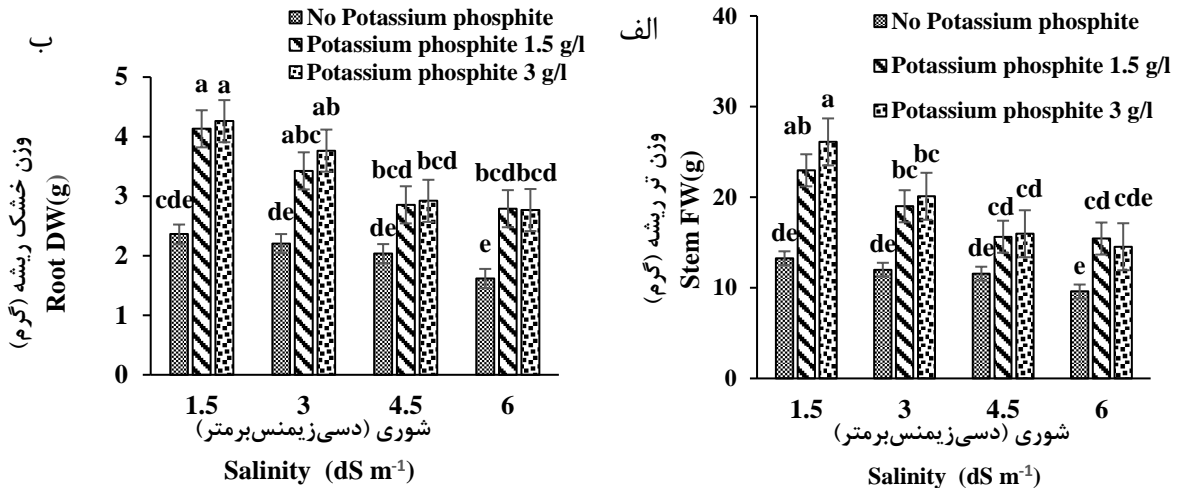 ب
No Potassium phosphite
Potassium phosphite 1.5 g/l
Potassium phosphite 3 g/l
وزن خشک ریشه (گرم)
Root DW(g)
5
4
3
2
1
0
cde a a
de abc ab
de bcd bcd
e bcd bcd
1.5 3 4.5 6
شوری (دسی‌زیمنس‌برمتر)
Salinity (dS m-1)
الف
No Potassium phosphite
Potassium phosphite 1.5 g/l
Potassium phosphite 3 g/l
وزن تر ریشه (گرم)
Stem FW(g)
40
30
20
10
0
de ab a
de bc bc
de cd cd
e cd cde
1.5 3 4.5 6
شوری (دسی‌زیمنس‌برمتر)
Salinity (dS m-1)